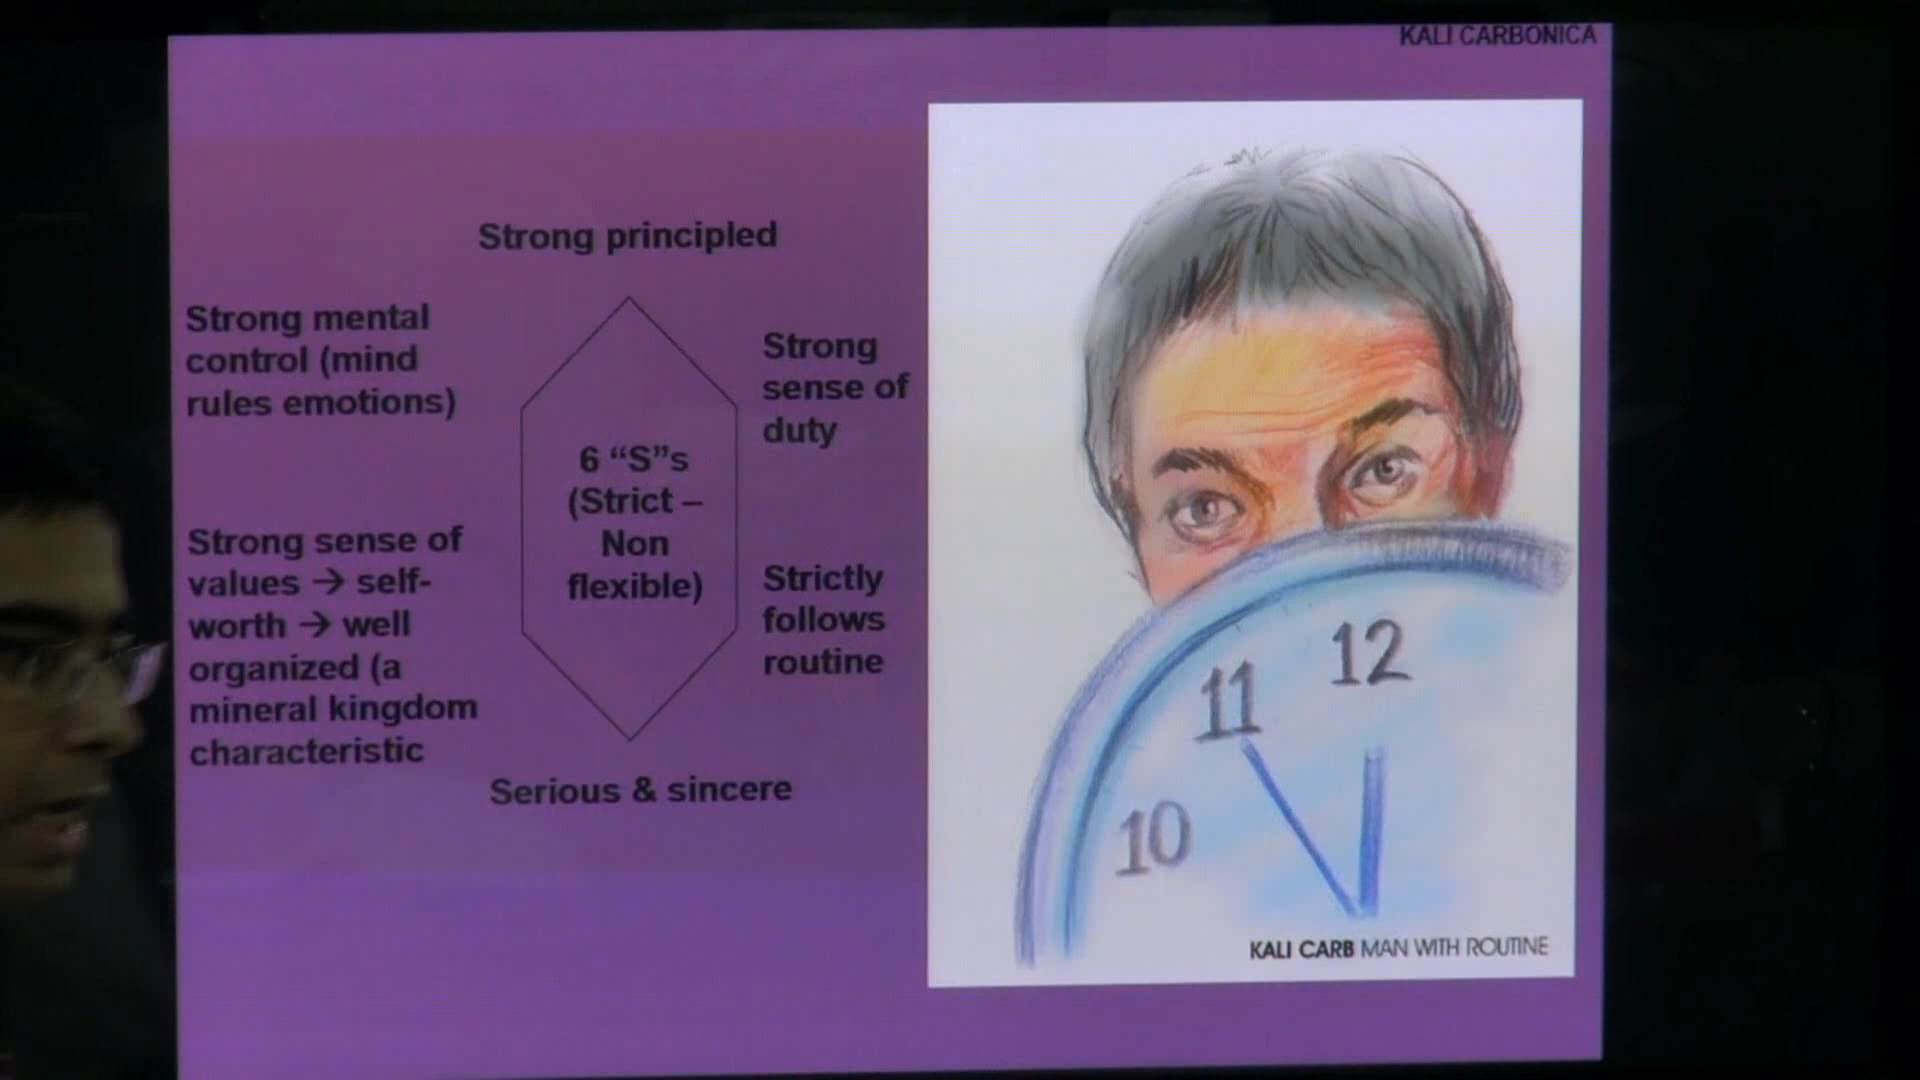 KALI CARBONICA
Strong principled
Strong mental
control (mind
rules emotions)
Strong
sense of
duty
6 “S”s
(Strict –
Non
flexible)
Strong sense of
values → self-
worth → well
organized (a
mineral kingdom
characteristic
Strictly
follows
routine
Serious & sincere
12
11
10
KALI CARB MAN WITH ROUTINE